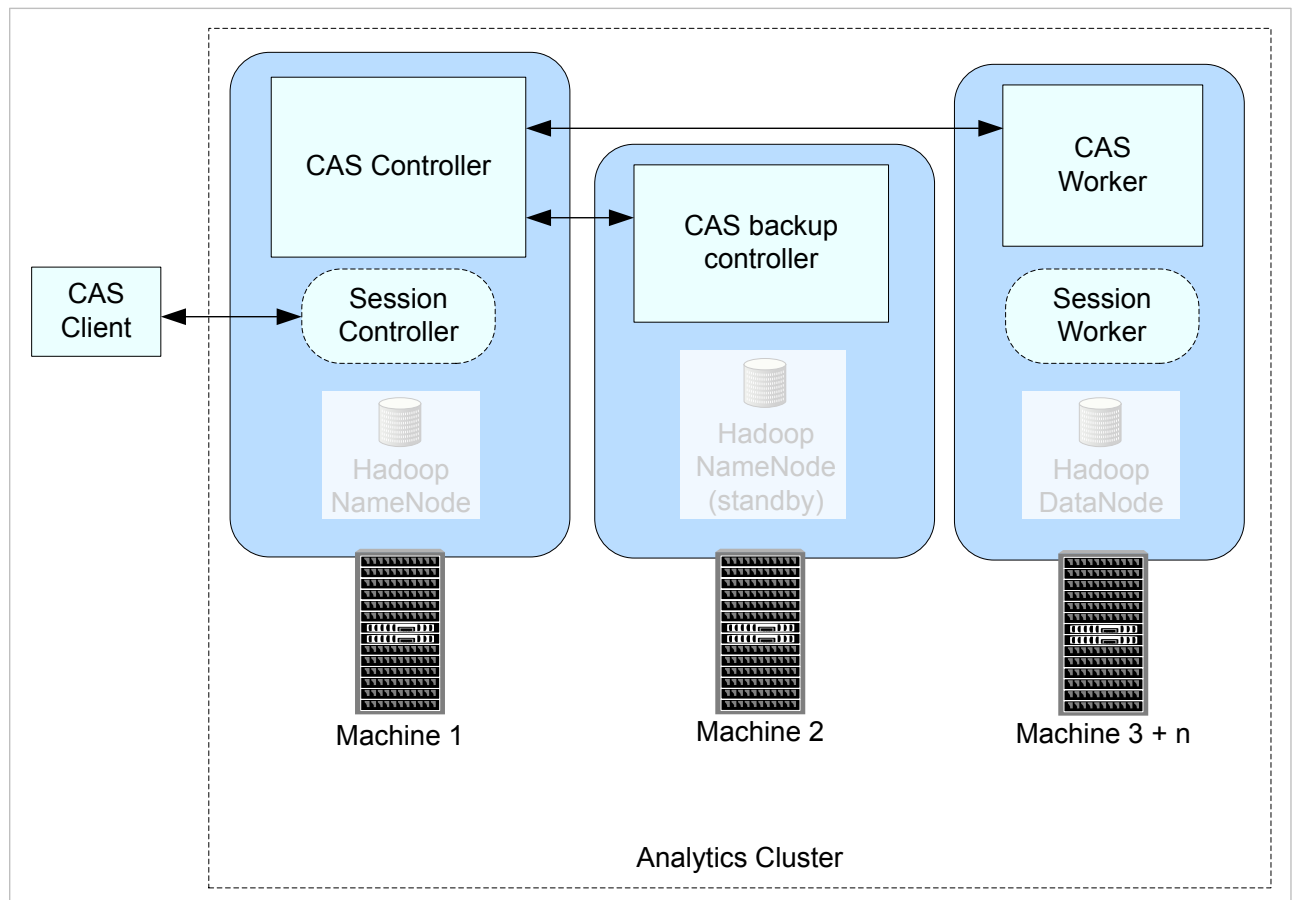 CAS Controller
CAS
Worker
CAS backup
controller
CAS
Client
Session
Controller
Session
Worker
Hadoop
NameNode
Hadoop
NameNode
(standby)
Hadoop
DataNode
Machine 1
Machine 2
Machine 3 + n
Analytics Cluster